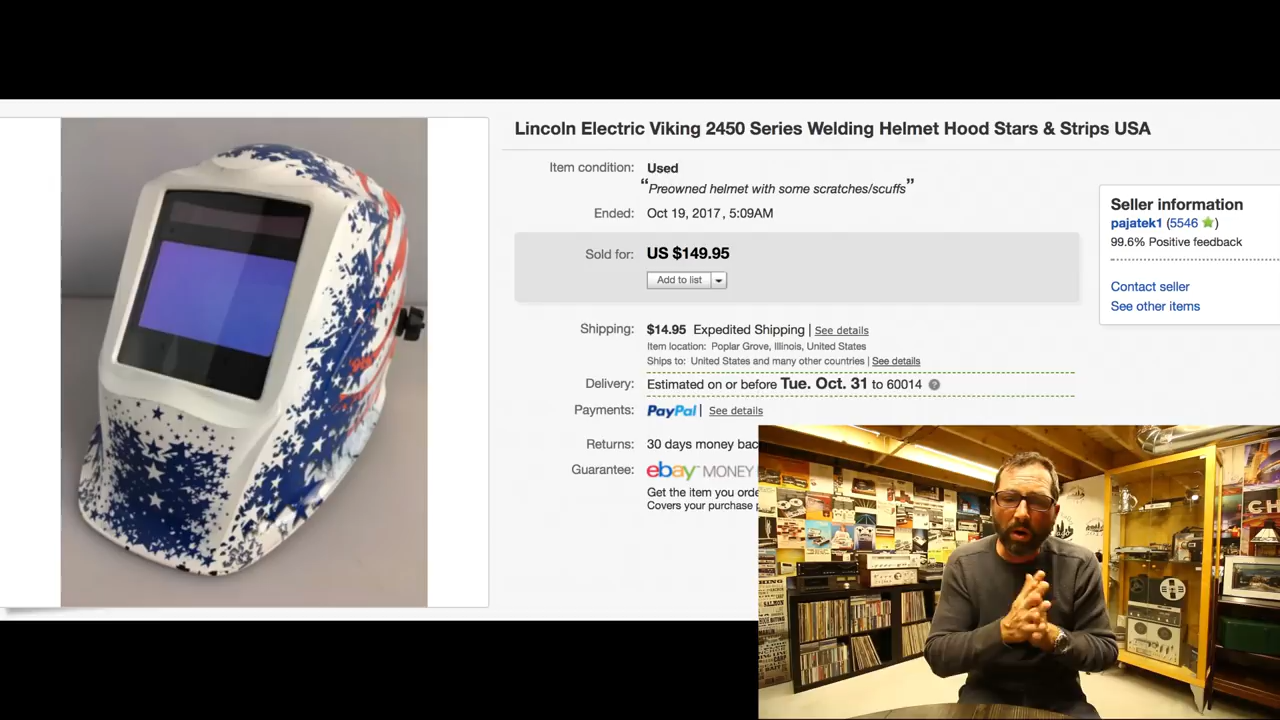 Lincoln Electric Viking 2450 Series Welding Helmet Hood Stars & Strips USA
Item condition: Used
“Preowned helmet with some scratches/scuffs”
Ended: Oct 19, 2017 , 5:09AM
Sold for: US $149.95
Add to list
Shipping: $14.95 Expedited Shipping | See details
Item location: Poplar Grove, Illinois, United States
Ships to: United States and many other countries | See details
Delivery: Estimated on or before Tue. Oct. 31 to 60014 ?
Payments: PayPal | See details
Returns: 30 days money bac
Guarantee: ebay MONEY
Get the item you orde
Covers your purchase
Seller information
pajatek1 (5546 )
99.6% Positive feedback
Contact seller
See other items
CH
SALMON